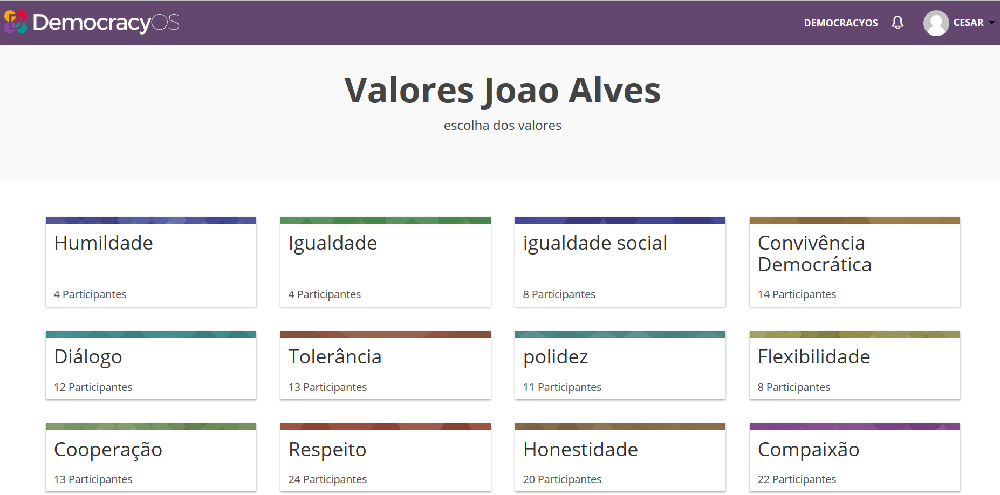 DemocracyOS
DEMOCRACYOS
CESAR
Valores Joao Alves
escolha dos valores
Humildade
4 Participantes
Igualdade
4 Participantes
igualdade social
8 Participantes
Convivência
Democrática
14 Participantes
Diálogo
12 Participantes
Tolerância
13 Participantes
polidez
11 Participantes
Flexibilidade
8 Participantes
Cooperação
13 Participantes
Respeito
24 Participantes
Honestidade
20 Participantes
Compaixão
22 Participantes